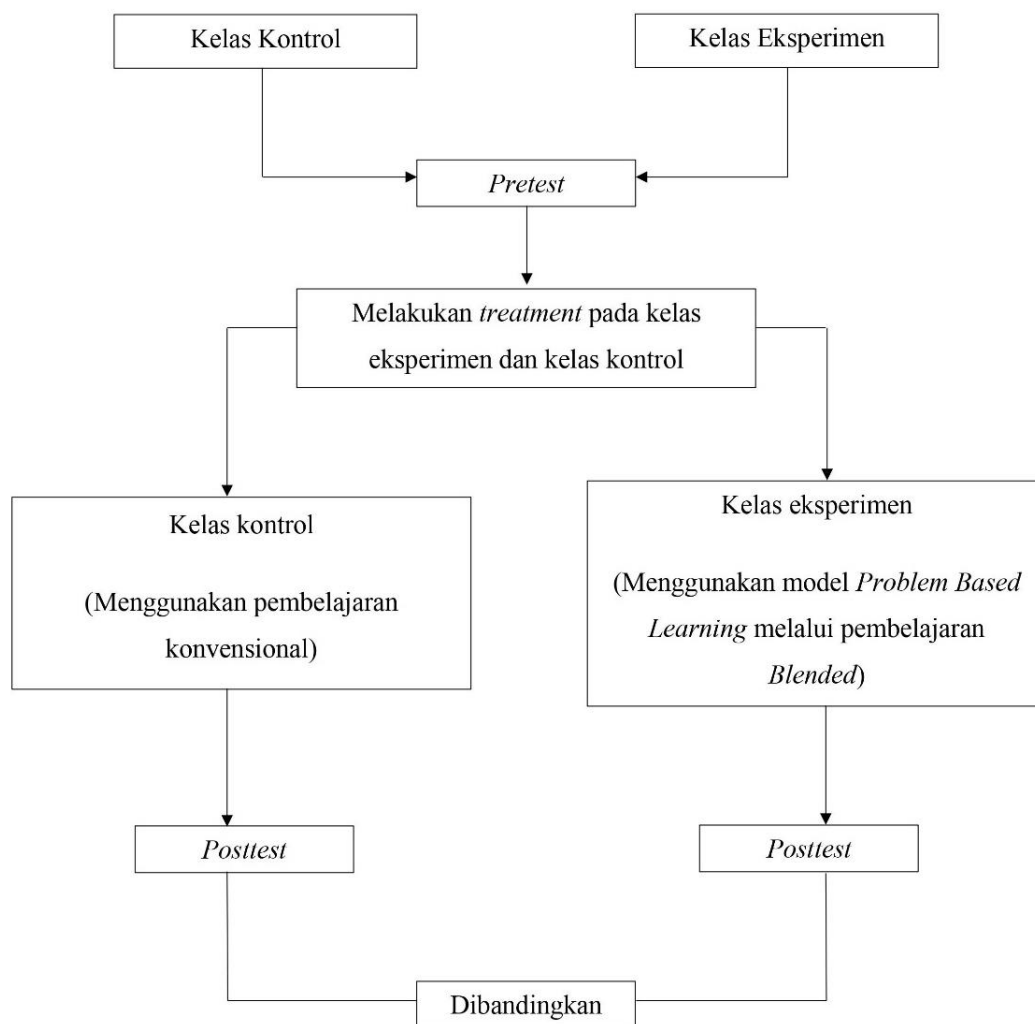 Kelas Kontrol
Kelas Eksperimen
Pretest
Melakukan treatment pada kelas
eksperimen dan kelas kontrol
Kelas kontrol
(Menggunakan pembelajaran
konvensional)
Kelas eksperimen
(Menggunakan model Problem Based
Learning melalui pembelajaran
Blended)
Posttest
Posttest
Dibandingkan